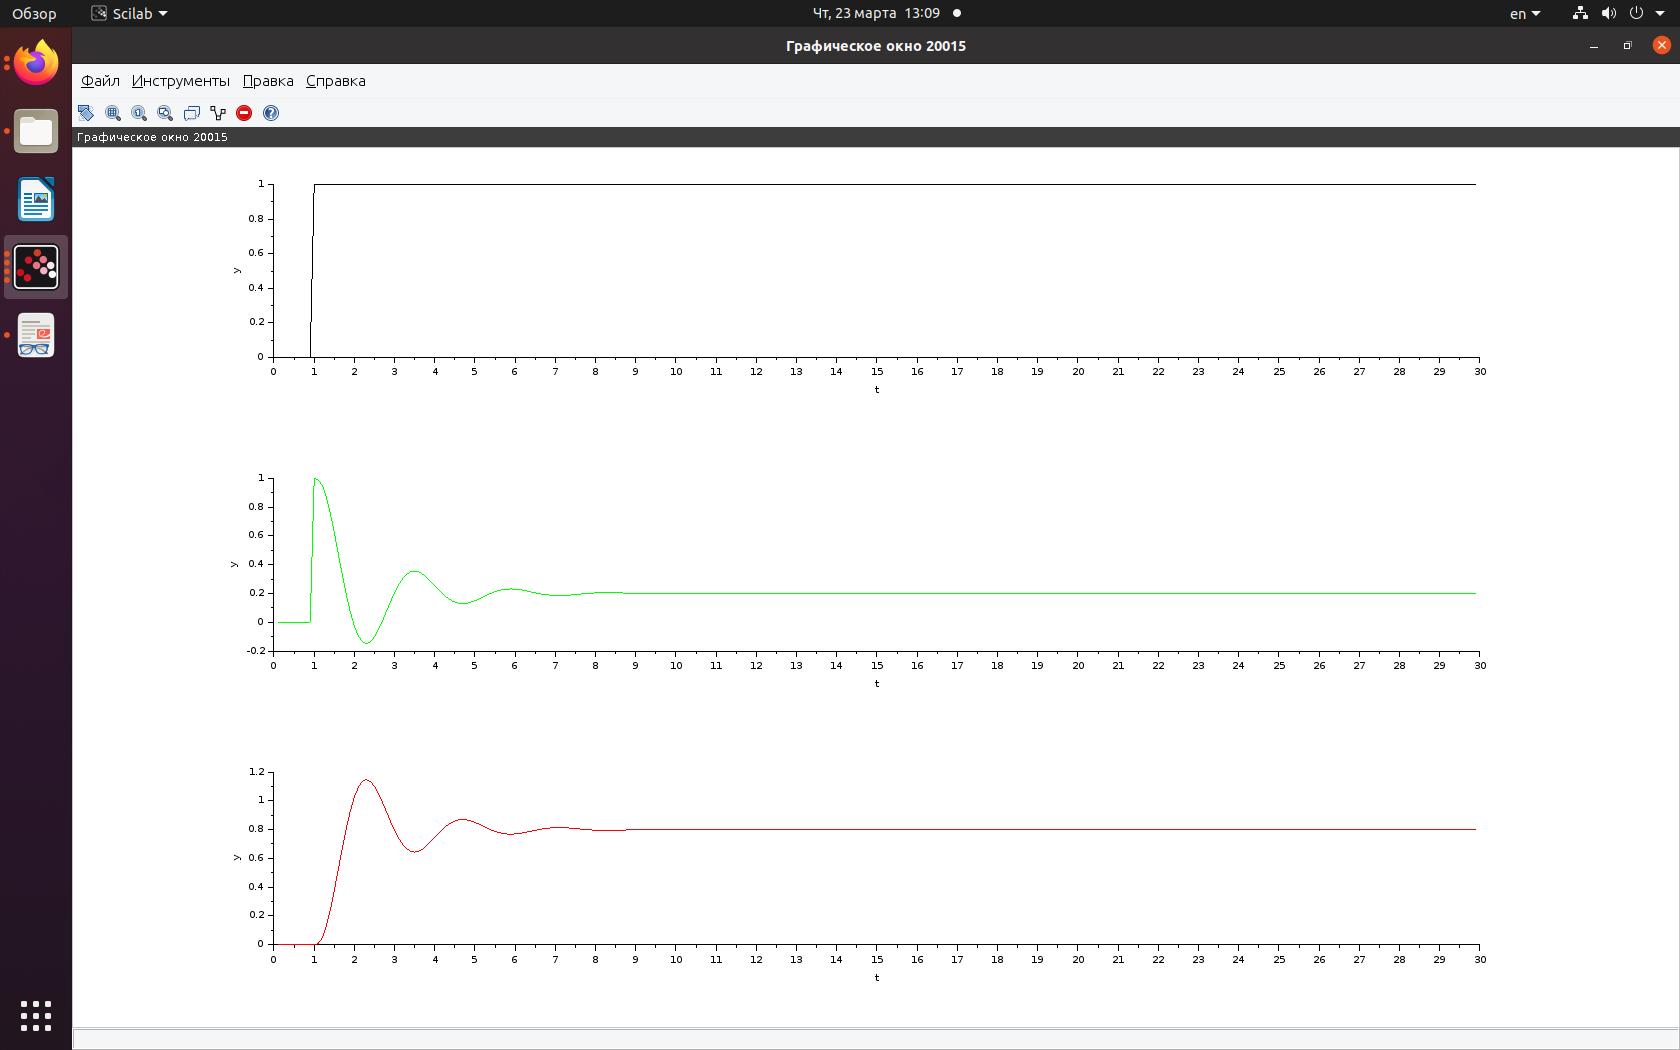 Обзор Scilab Чт, 23 марта 13:09 en
Графическое окно 20015
Файл Инструменты Правка Справка
Графическое окно 20015
1
0.8
0.6
y
0.4
0.2
0
0 1 2 3 4 5 6 7 8 9 10 11 12 13 14 15 16 17 18 19 20 21 22 23 24 25 26 27 28 29 30
t
1
0.8
0.6
y
0.4
0.2
0
-0.2
0 1 2 3 4 5 6 7 8 9 10 11 12 13 14 15 16 17 18 19 20 21 22 23 24 25 26 27 28 29 30
t
1.2
1
0.8
y
0.6
0.4
0.2
0
0 1 2 3 4 5 6 7 8 9 10 11 12 13 14 15 16 17 18 19 20 21 22 23 24 25 26 27 28 29 30
t